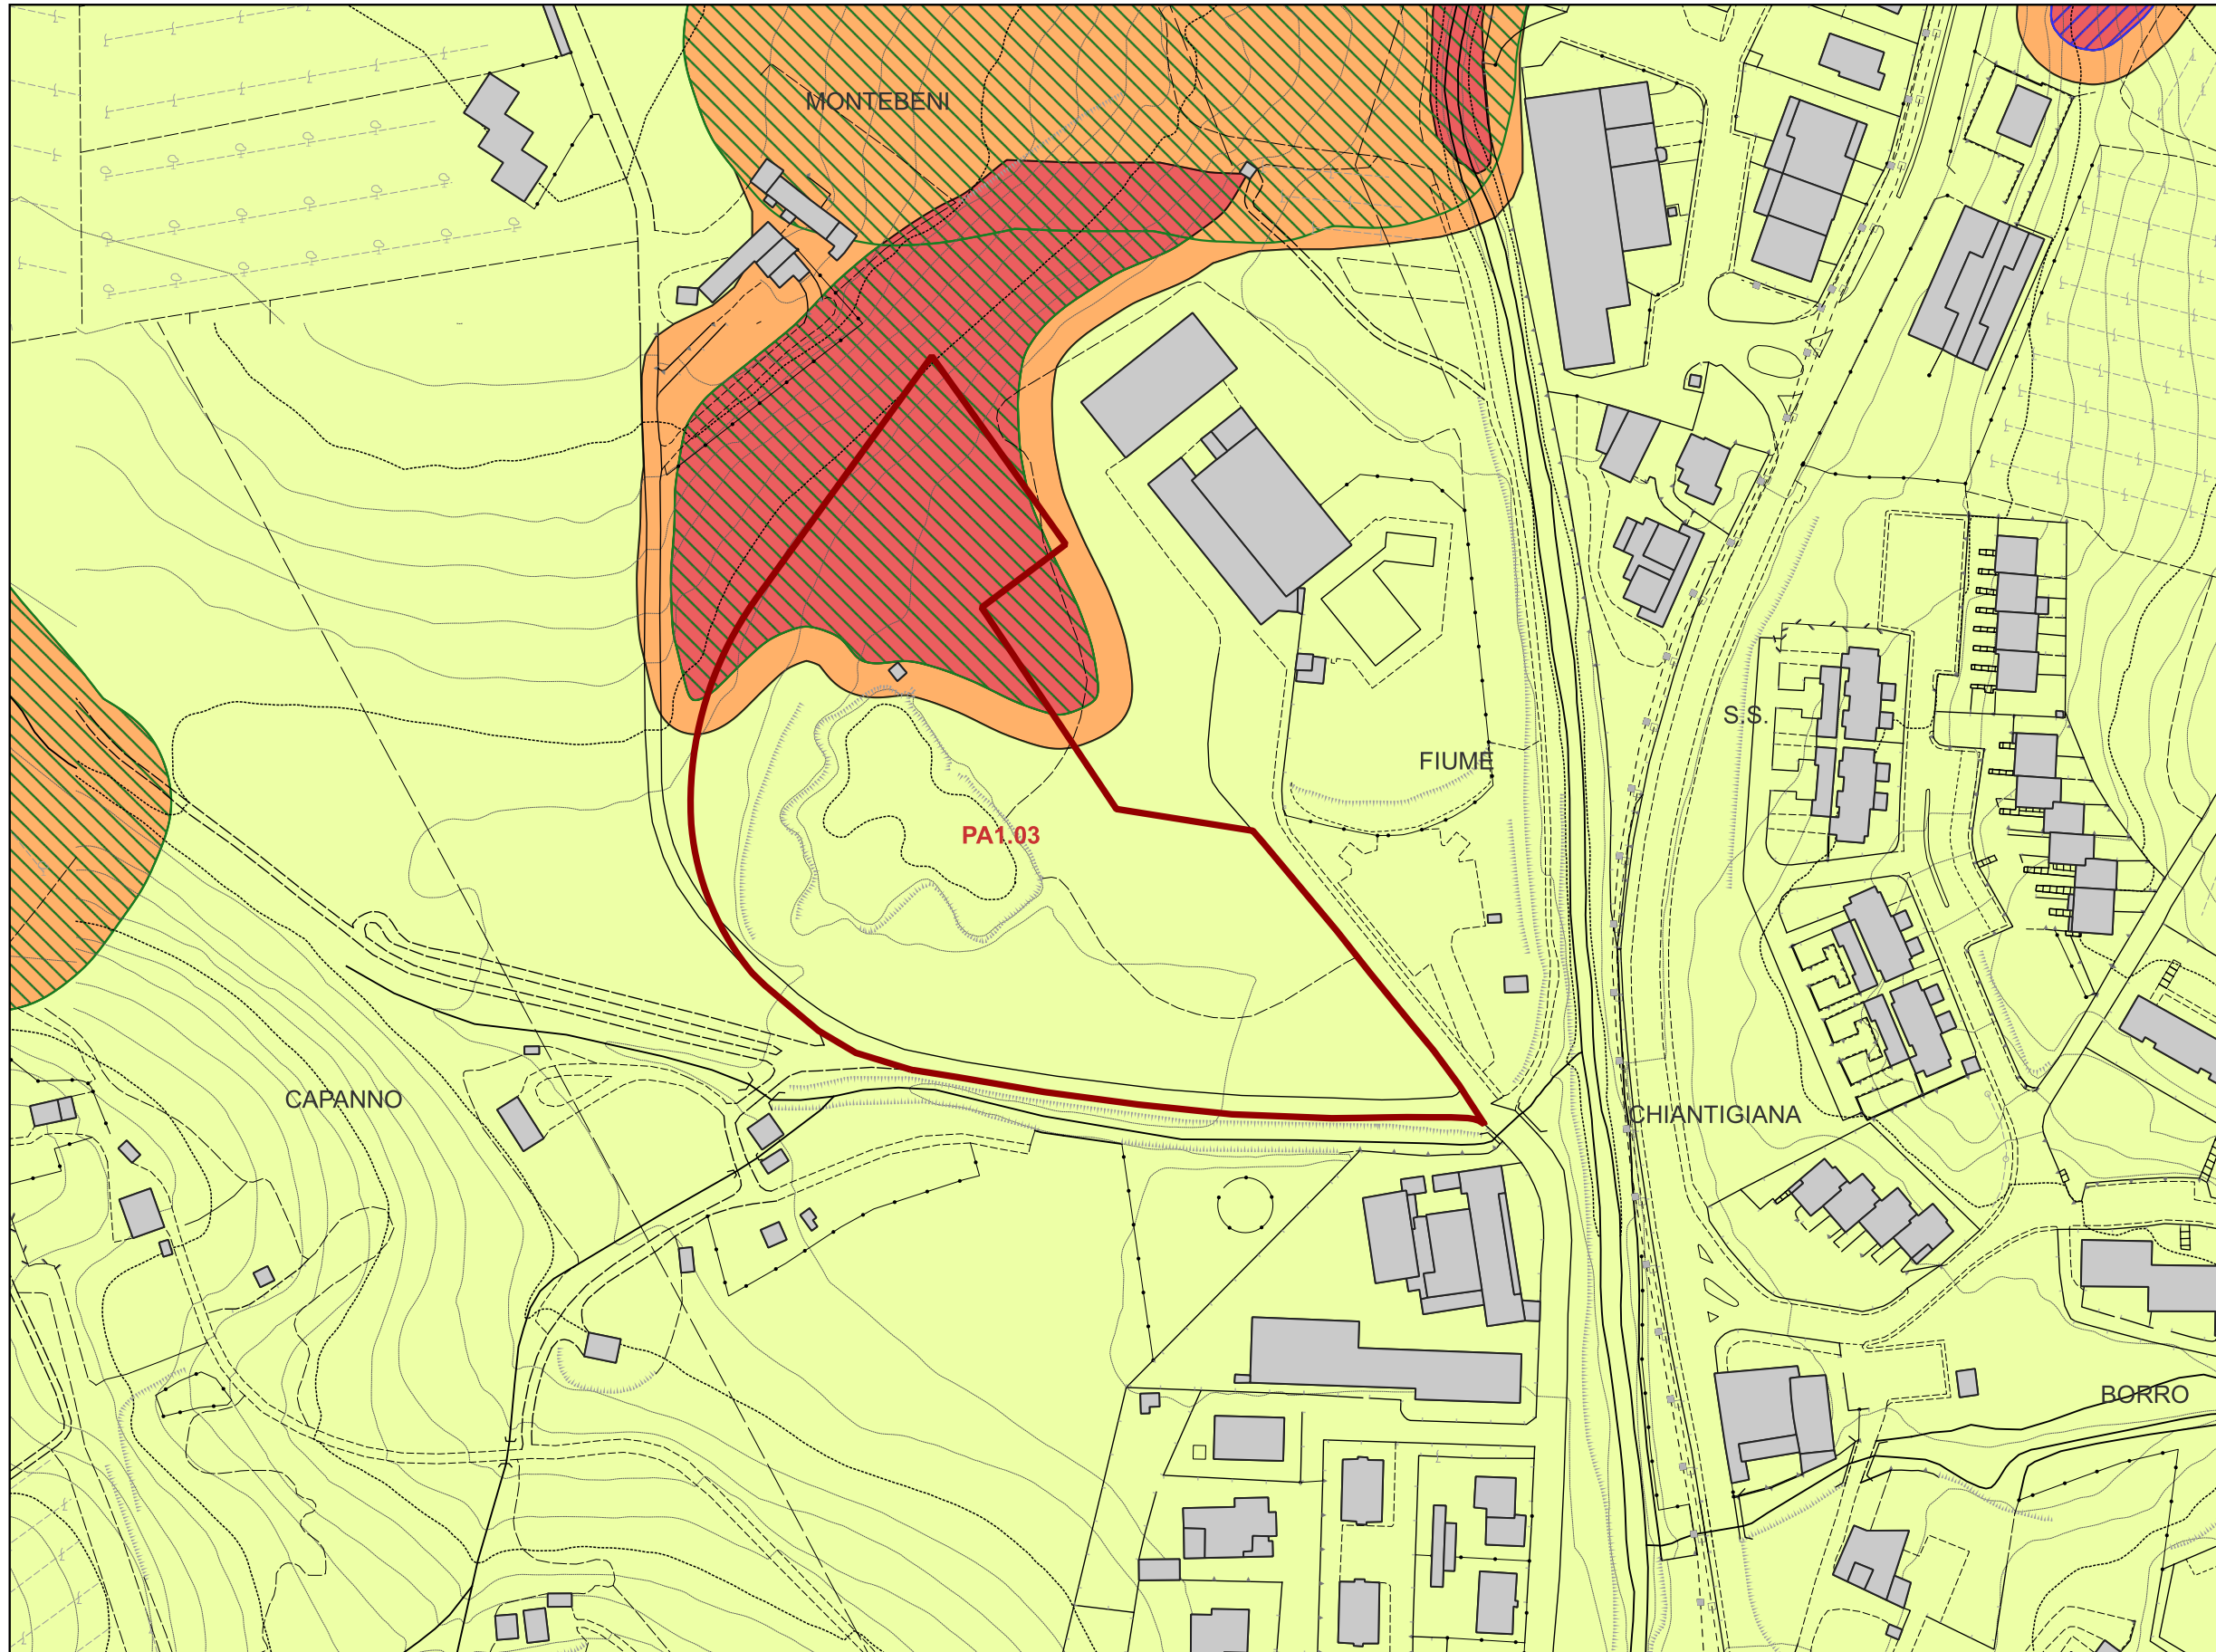 MONTEBENI
S.S.
FIUME
PA1.03
CAPANNO
CHIANTIGIANA
BORRO